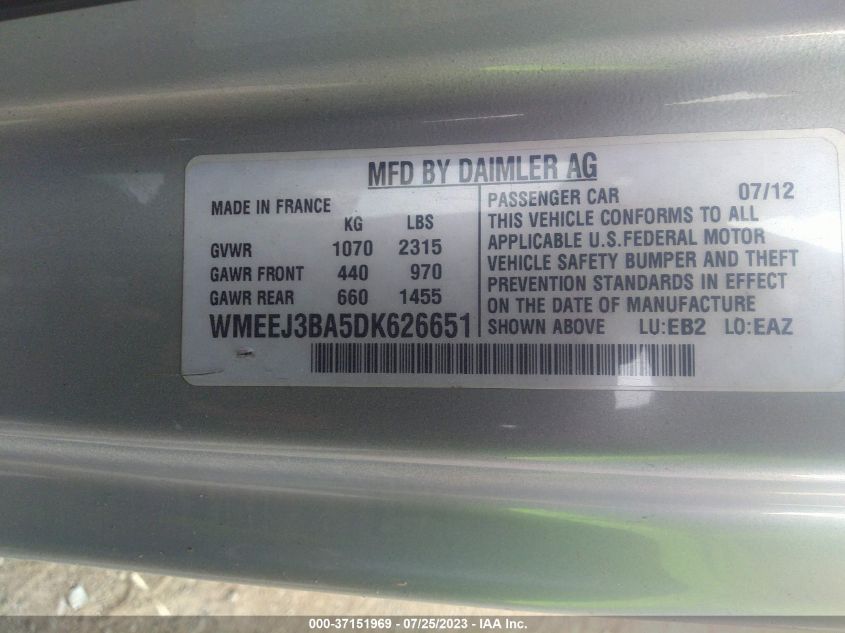 MFD BY DAIMLER AG
MADE IN FRANCE
KG LBS
GVWR 1070 2315
GAWR FRONT 440 970
GAWR REAR 660 1455
WMEEJ3BA5DK626651
PASSENGER CAR 07/12
THIS VEHICLE CONFORMS TO ALL
APPLICABLE U.S.FEDERAL MOTOR
VEHICLE SAFETY BUMPER AND THEFT
PREVENTION STANDARDS IN EFFECT
ON THE DATE OF MANUFACTURE
SHOWN ABOVE LU:EB2 LO:EAZ
000-37151969 - 07/25/2023 - IAA Inc.